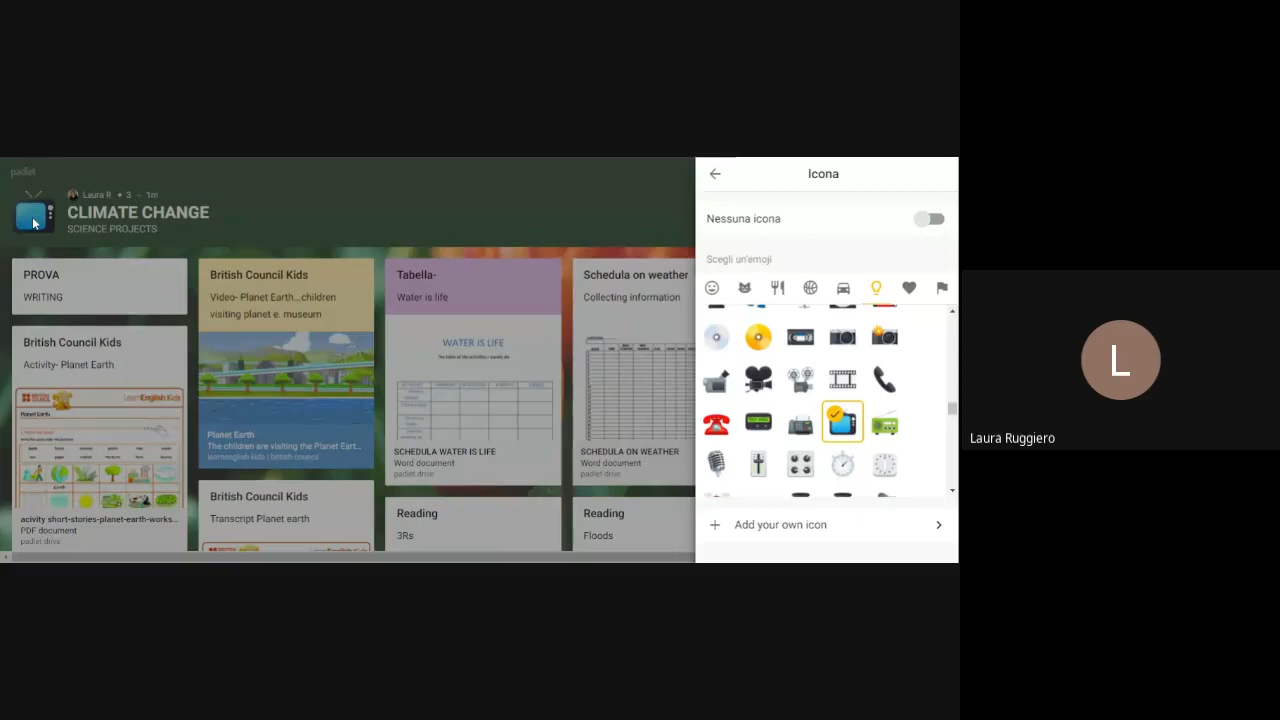 padlet
Laura R • 3 - 1m
CLIMATE CHANGE
SCIENCE PROJECTS
PROVA
WRITING
British Council Kids
Activity- Planet Earth
LearnEnglish Kids
Planet Earth
acivity short-stories-planet-earth-works...
PDF document
padlet drive
British Council Kids
Video- Planet Earth...children
visiting planet e. museum
Planet Earth
The children are visiting the Planet Eart...
learnenglish kids | british council
British Council Kids
Transcript Planet earth
Tabella-
Water is life
WATER IS LIFE
SCHEDULA WATER IS LIFE
Word document
padlet drive
Reading
3Rs
Schedula on weather
Collecting information
SCHEDULA ON WEATHER
Word document
padlet drive
Reading
Floods
Icona
Nessuna icona
Scegli un'emoji
Add your own icon
L
Laura Ruggiero